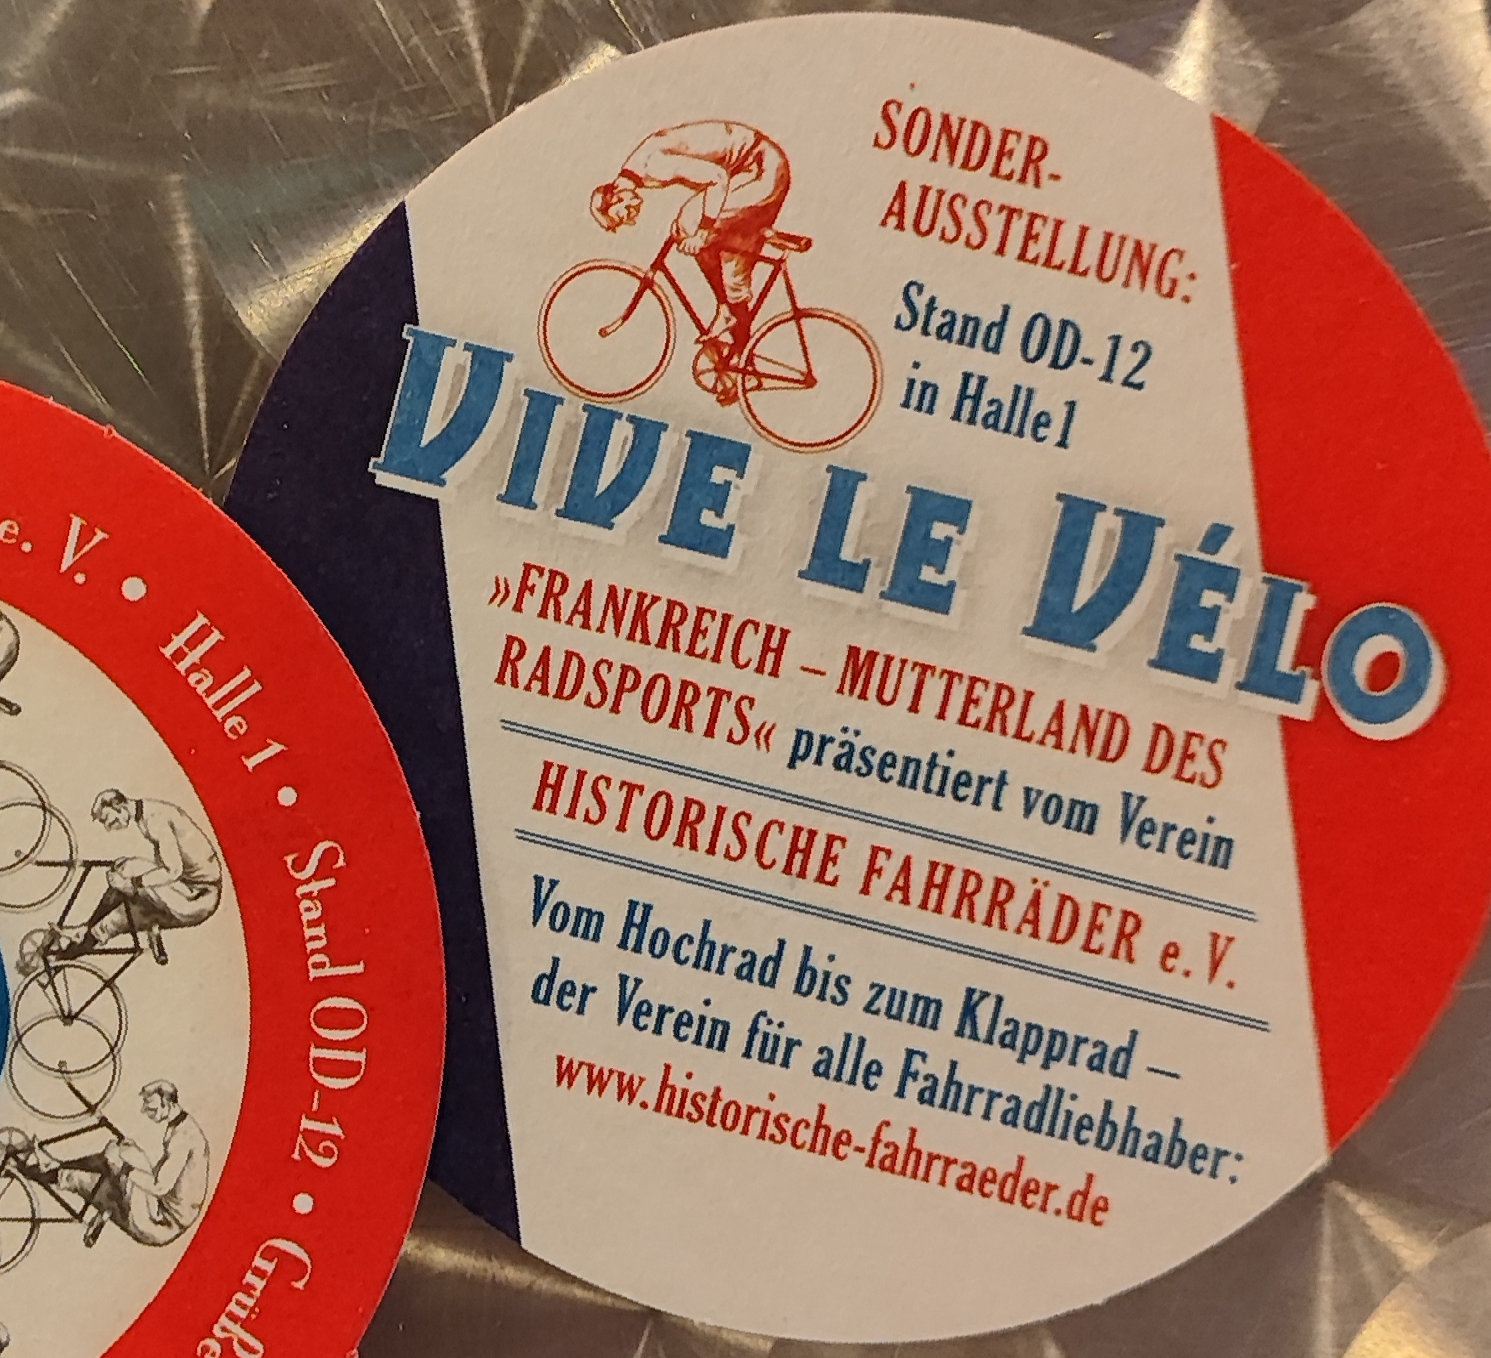 SONDER-
AUSSTELLUNG:
Stand OD-12
in Halle 1
VIVE LE VÉLO
»FRANKREICH – MUTTERLAND DES
RADSPORTS« präsentiert vom Verein
HISTORISCHE FAHRRÄDER e. V.
Vom Hochrad bis zum Klapprad –
der Verein für alle Fahrradliebhaber:
www.historische-fahrraeder.de
e. V. • Halle 1 • Stand OD-12 •